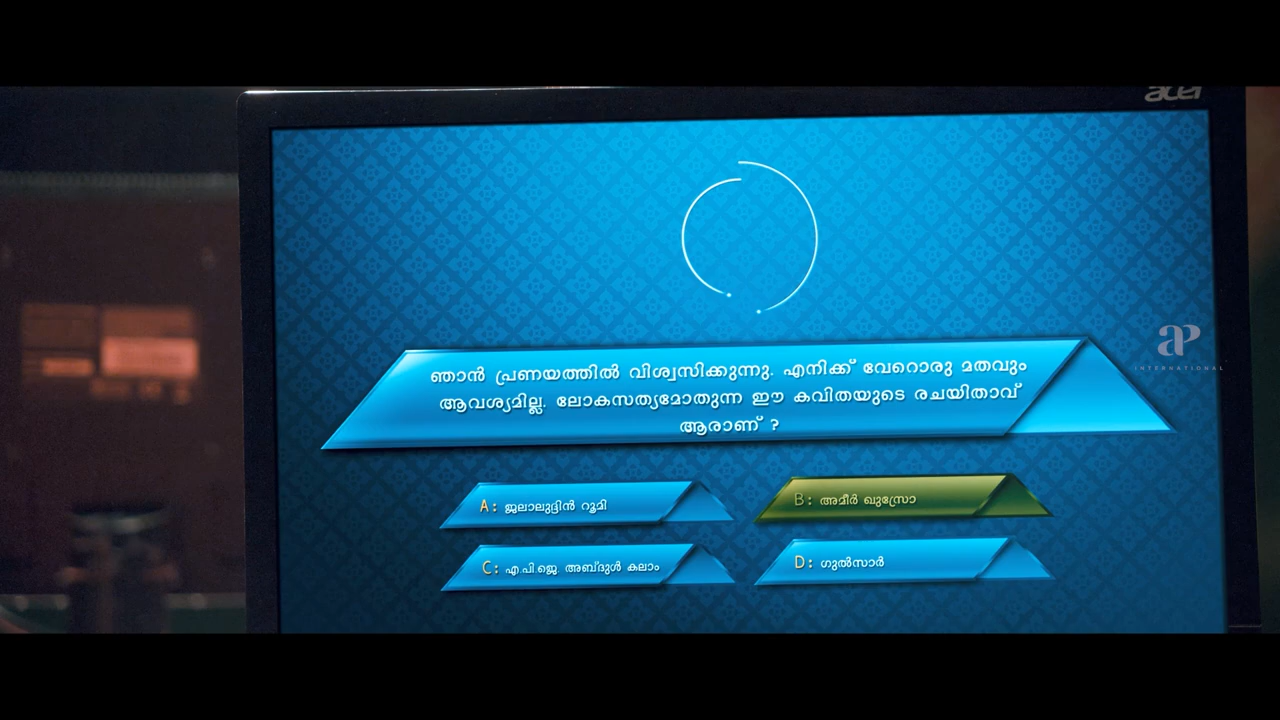 acer
ഞാൻ പ്രണയത്തിൽ വിശ്വസിക്കുന്നു. എനിക്ക് വേറൊരു മതവും
ആവശ്യമില്ല. ലോകസത്യമോതുന്ന ഈ കവിതയുടെ രചയിതാവ്
ആരാണ് ?
A: ജലാലുദ്ദിൻ റൂമി
B: അമീർ ഖുസ്രോ
C: എ.പി.ജെ. അബ്ദുൾ കലാം
D: ഗുൽസാർ
ap
INTERNATIONAL